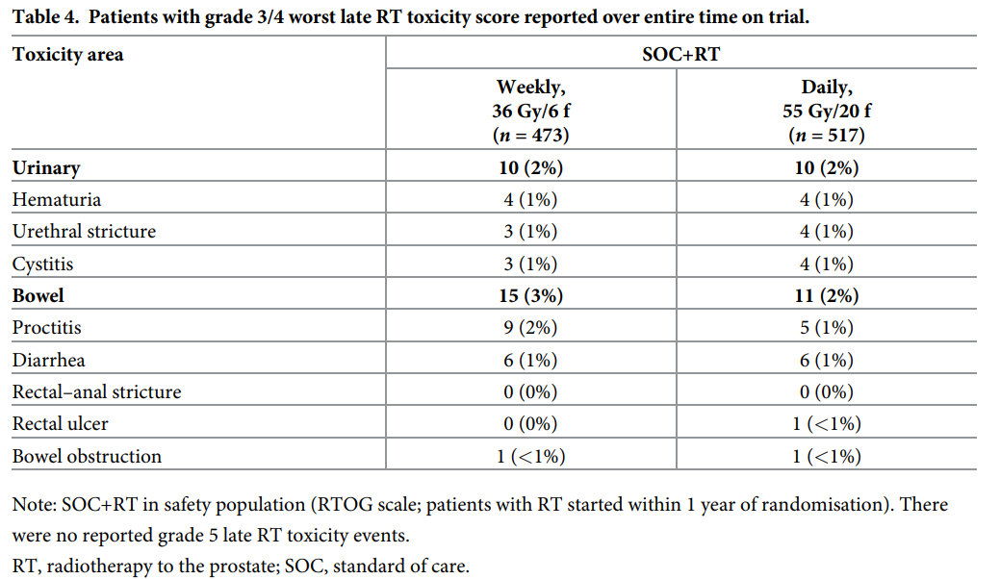 Table 4. Patients with grade 3/4 worst late RT toxicity score reported over entire time on trial.
Toxicity area SOC+RT
Weekly, Daily,
36 Gy/6 f 55 Gy/20 f
(n = 473) (n = 517)
Urinary 10 (2%) 10 (2%)
Hematuria 4 (1%) 4 (1%)
Urethral stricture 3 (1%) 4 (1%)
Cystitis 3 (1%) 4 (1%)
Bowel 15 (3%) 11 (2%)
Proctitis 9 (2%) 5 (1%)
Diarrhea 6 (1%) 6 (1%)
Rectal–anal stricture 0 (0%) 0 (0%)
Rectal ulcer 0 (0%) 1 (<1%)
Bowel obstruction 1 (<1%) 1 (<1%)
Note: SOC+RT in safety population (RTOG scale; patients with RT started within 1 year of randomisation). There
were no reported grade 5 late RT toxicity events.
RT, radiotherapy to the prostate; SOC, standard of care.